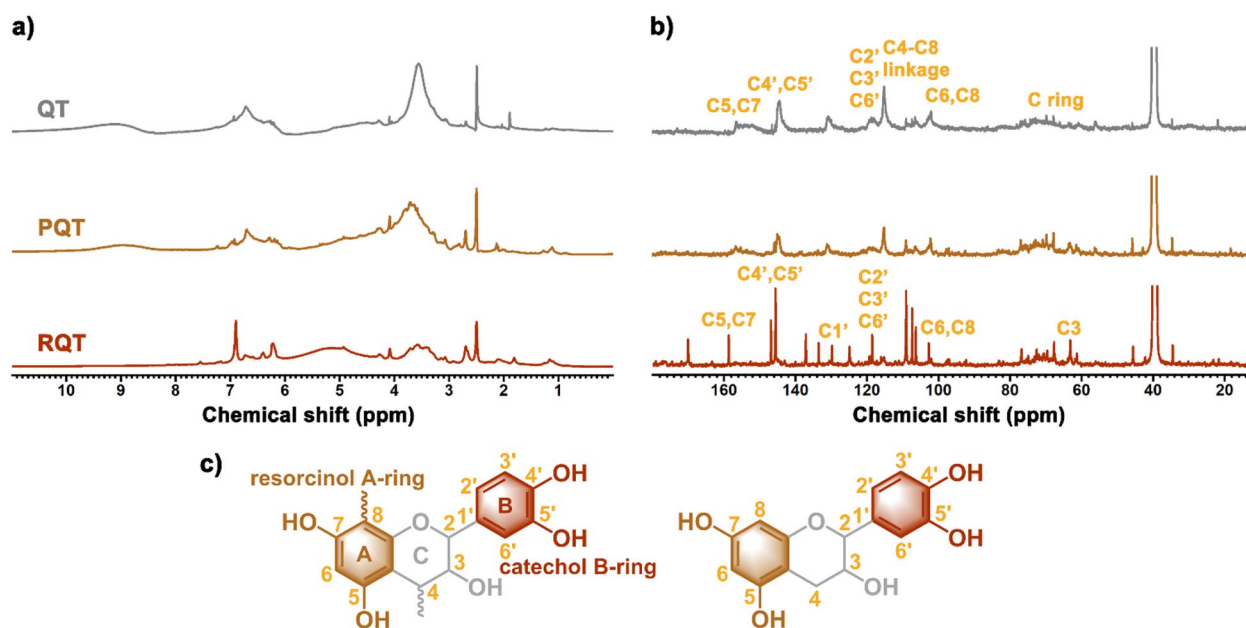 a)
QT
PQT
RQT
10 9 8 7 6 5 4 3 2 1
Chemical shift (ppm)
b)
C5,C7
C4',C5'
C2'
C3'
C6'
C4-C8
linkage
C6,C8
C ring
C5,C7
C4',C5'
C1'
C2'
C3'
C6'
C6,C8
C3
160 140 120 100 80 60 40 20
Chemical shift (ppm)
c)
resorcinol A-ring
HO
7
8
O
A
C
6
5
OH
4
3
OH
2
1'
2'
3'
4'
OH
B
5'
OH
6'
catechol B-ring
HO
7
8
O
6
5
OH
4
3
OH
2
1'
2'
3'
4'
OH
5'
OH
6'